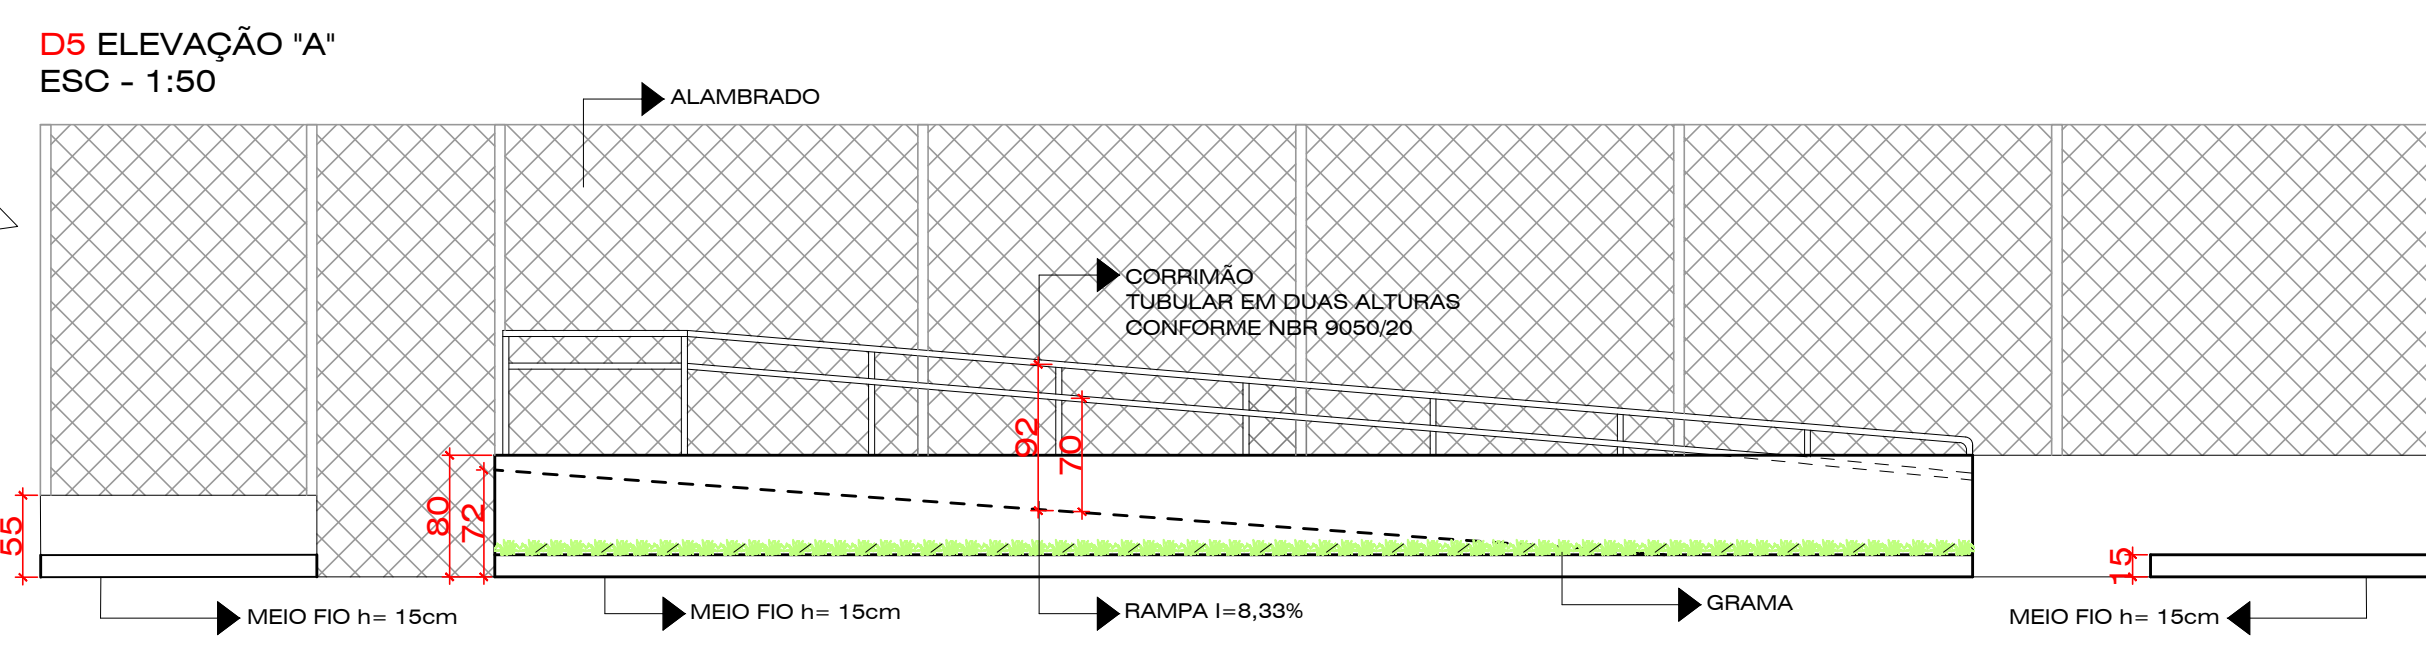 D5 ELEVAÇÃO "A"
ESC - 1:50
ALAMBRADO
CORRIMÃO
TUBULAR EM DUAS ALTURAS
CONFORME NBR 9050/20
92
70
80
72
55
15
MEIO FIO h= 15cm
MEIO FIO h= 15cm
RAMPA I=8,33%
GRAMA
MEIO FIO h= 15cm